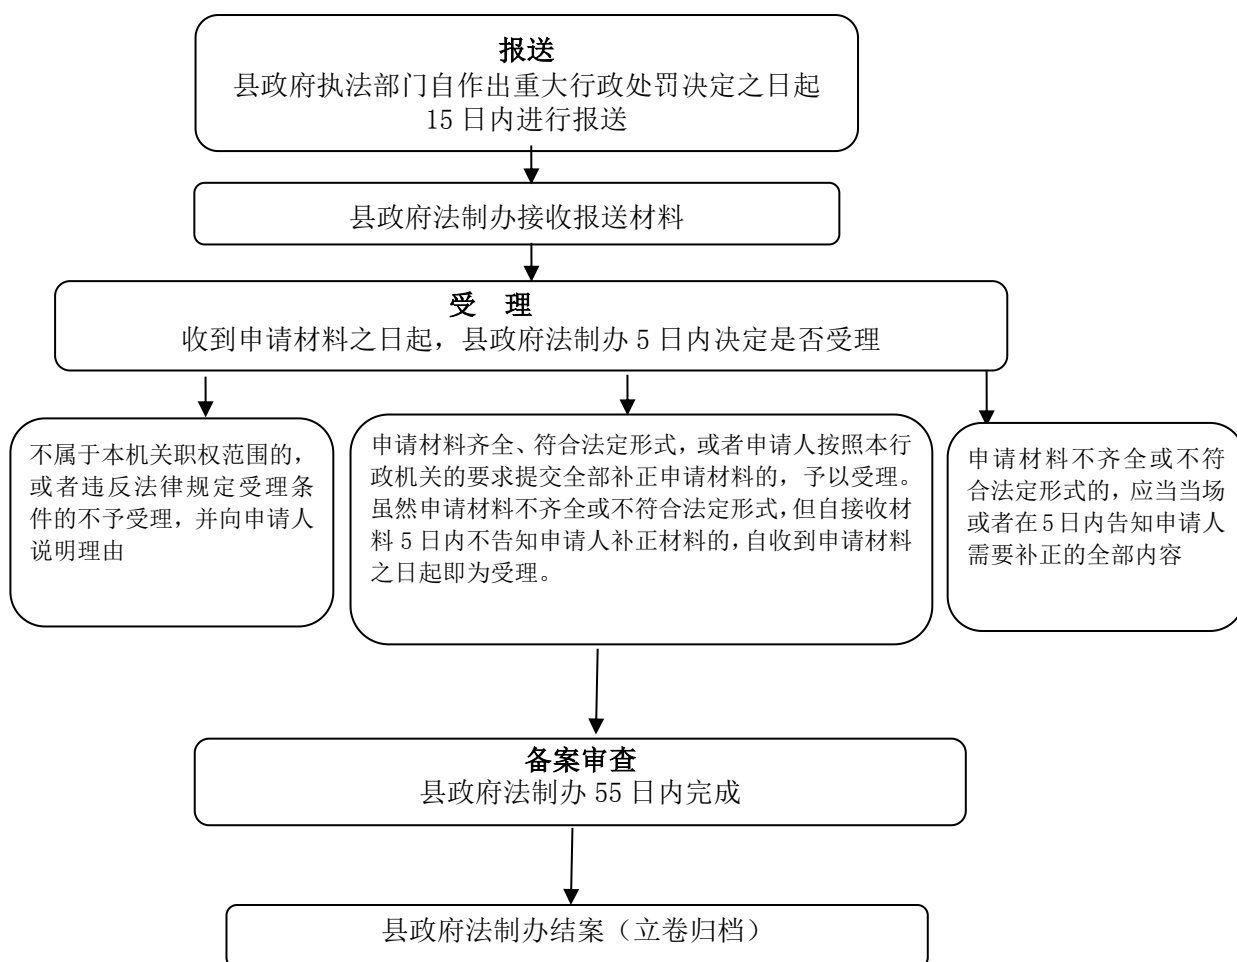 报送
县政府执法部门自作出重大行政处罚决定之日起
15 日内进行报送
县政府法制办接收报送材料
受 理
收到申请材料之日起，县政府法制办 5 日内决定是否受理
不属于本机关职权范围的，
或者违反法律规定受理条
件的不予受理，并向申请人
说明理由
申请材料齐全、符合法定形式，或者申请人按照本行
政机关的要求提交全部补正申请材料的，予以受理。
虽然申请材料不齐全或不符合法定形式，但自接收材
料 5 日内不告知申请人补正材料的，自收到申请材料
之日起即为受理。
申请材料不齐全或不符
合法定形式的，应当当场
或者在 5 日内告知申请人
需要补正的全部内容
备案审查
县政府法制办 55 日内完成
县政府法制办结案（立卷归档）